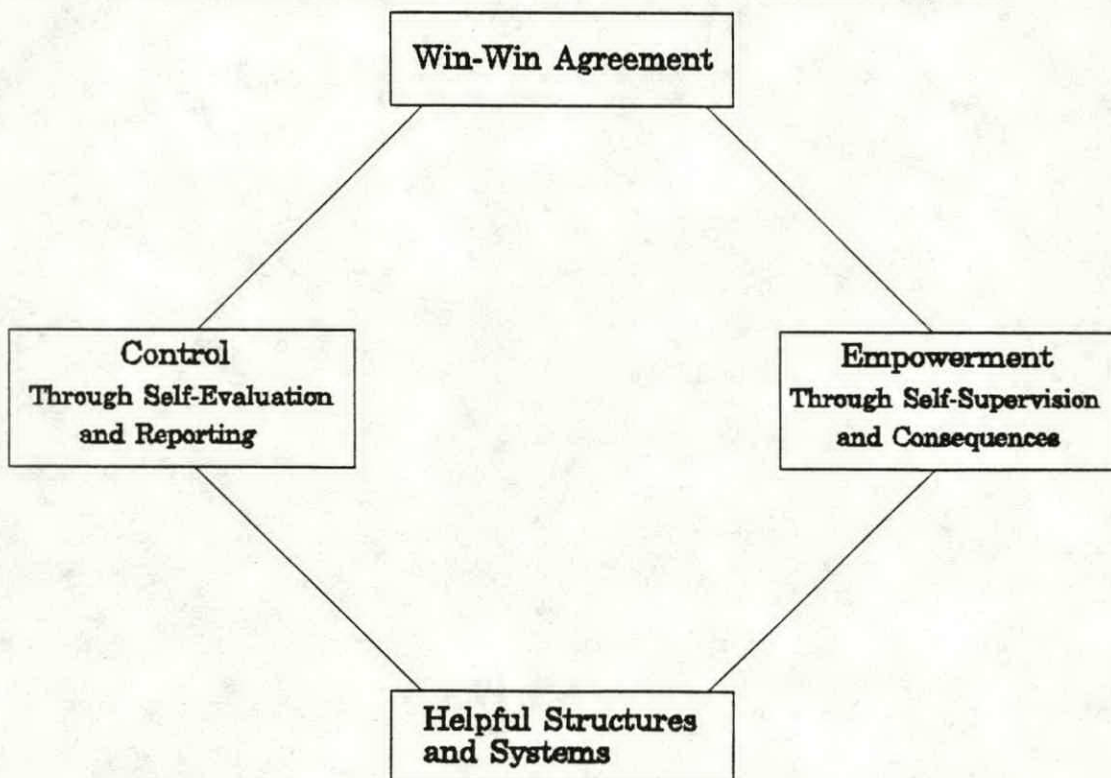 Win-Win Agreement
Control
Through Self-Evaluation
and Reporting
Empowerment
Through Self-Supervision
and Consequences
Helpful Structures
and Systems